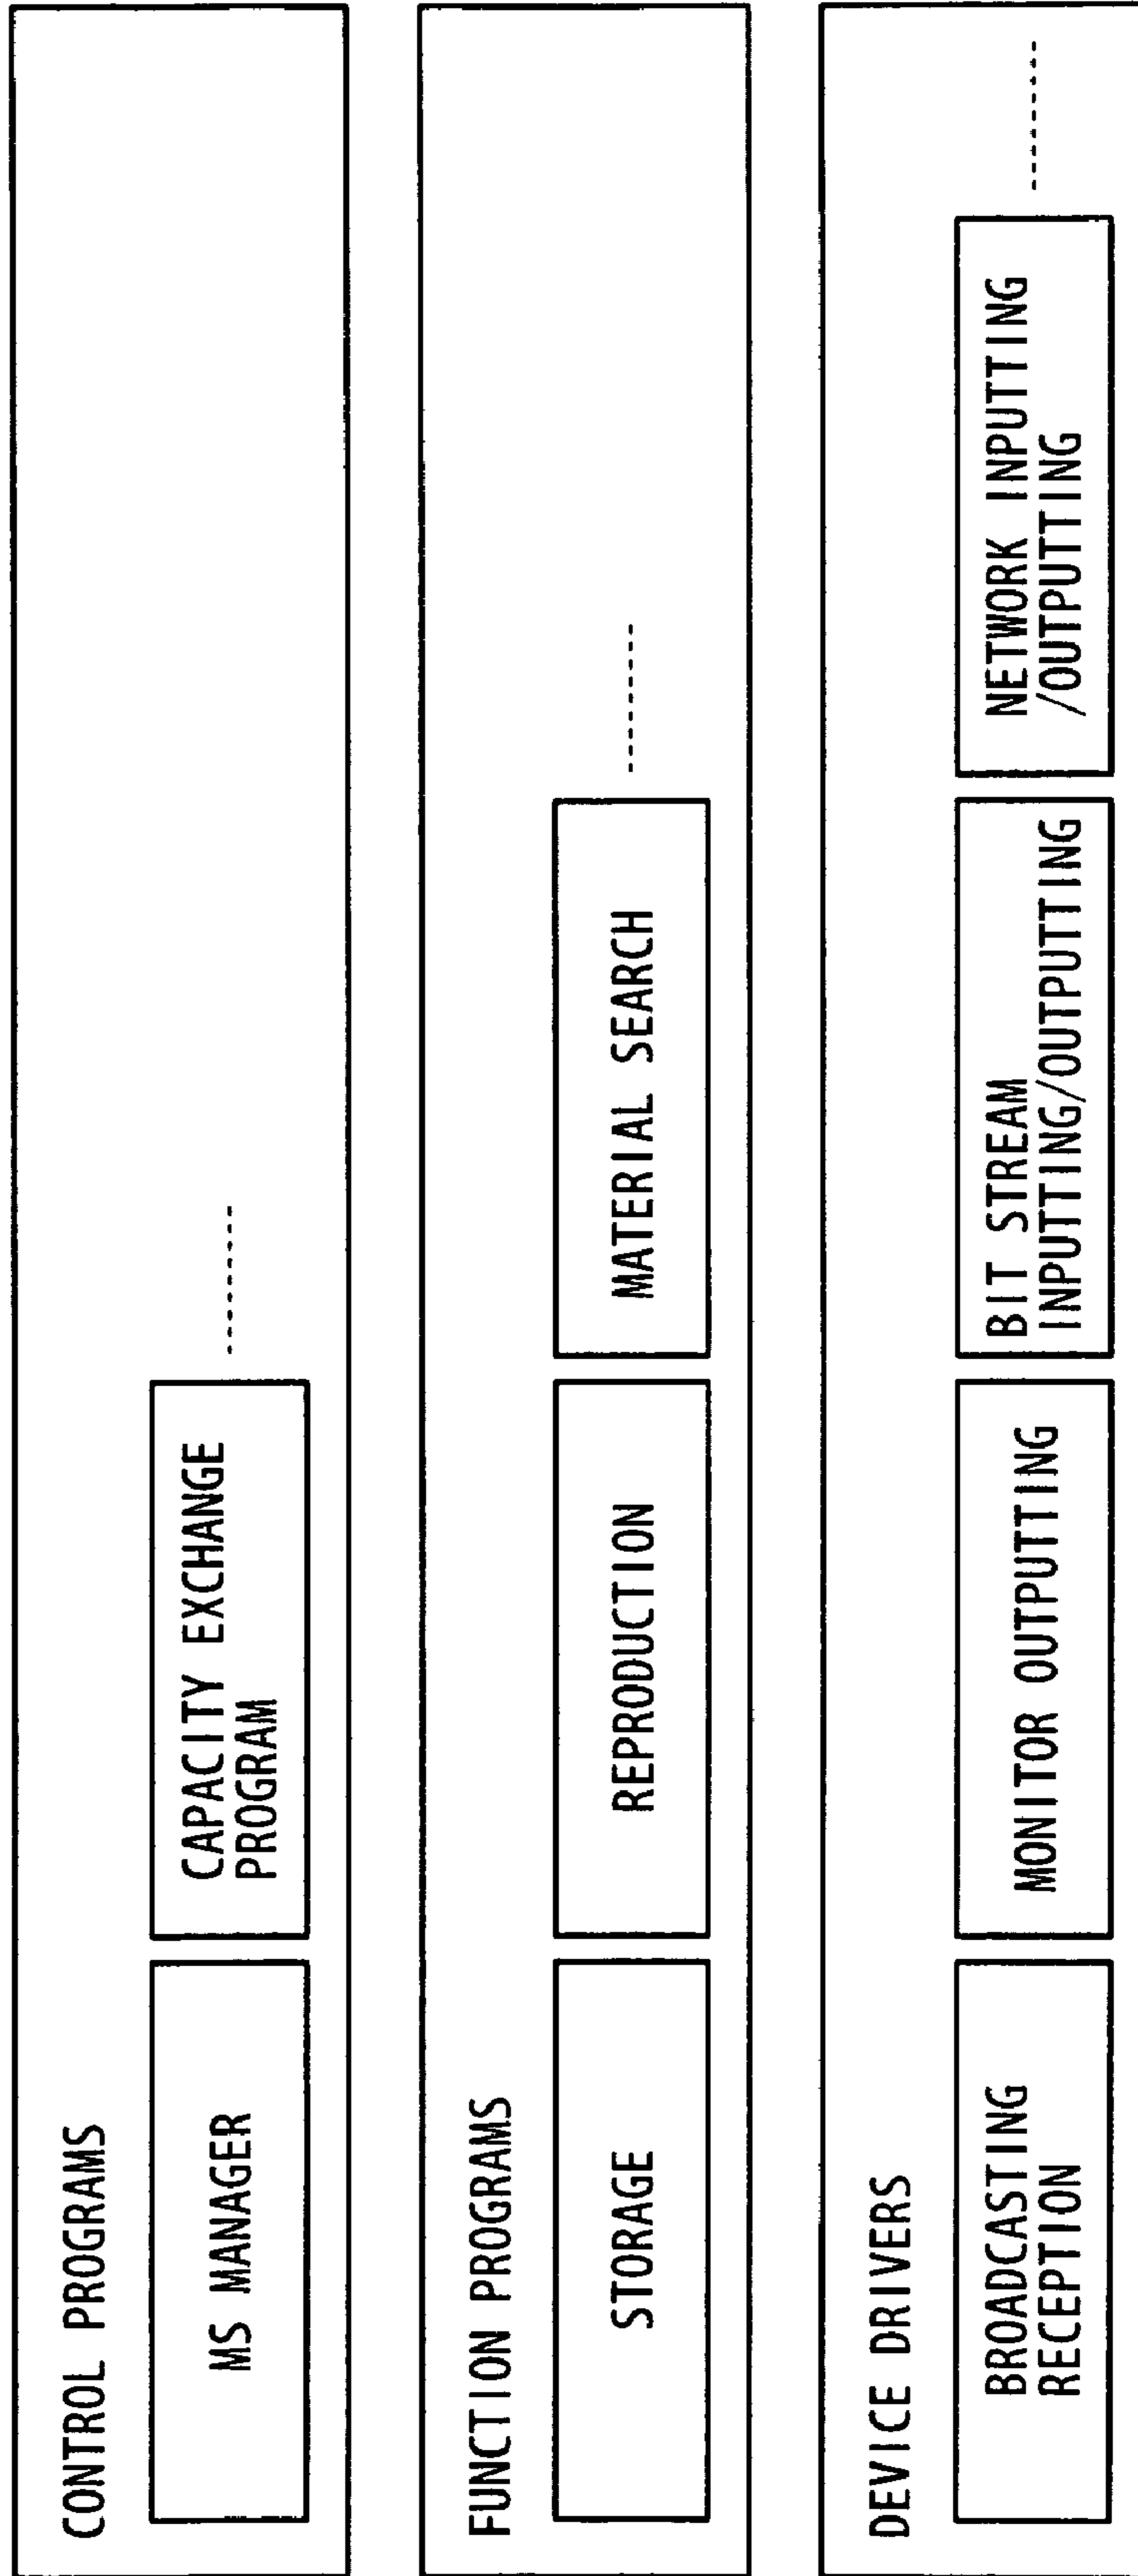 CONTROL PROGRAMS
MS MANAGER
CAPACITY EXCHANGE
PROGRAM
FUNCTION PROGRAMS
STORAGE
REPRODUCTION
MATERIAL SEARCH
DEVICE DRIVERS
BROADCASTING
RECEPTION
MONITOR OUTPUTTING
BIT STREAM
INPUTTING/OUTPUTTING
NETWORK INPUTTING
/OUTPUTTING